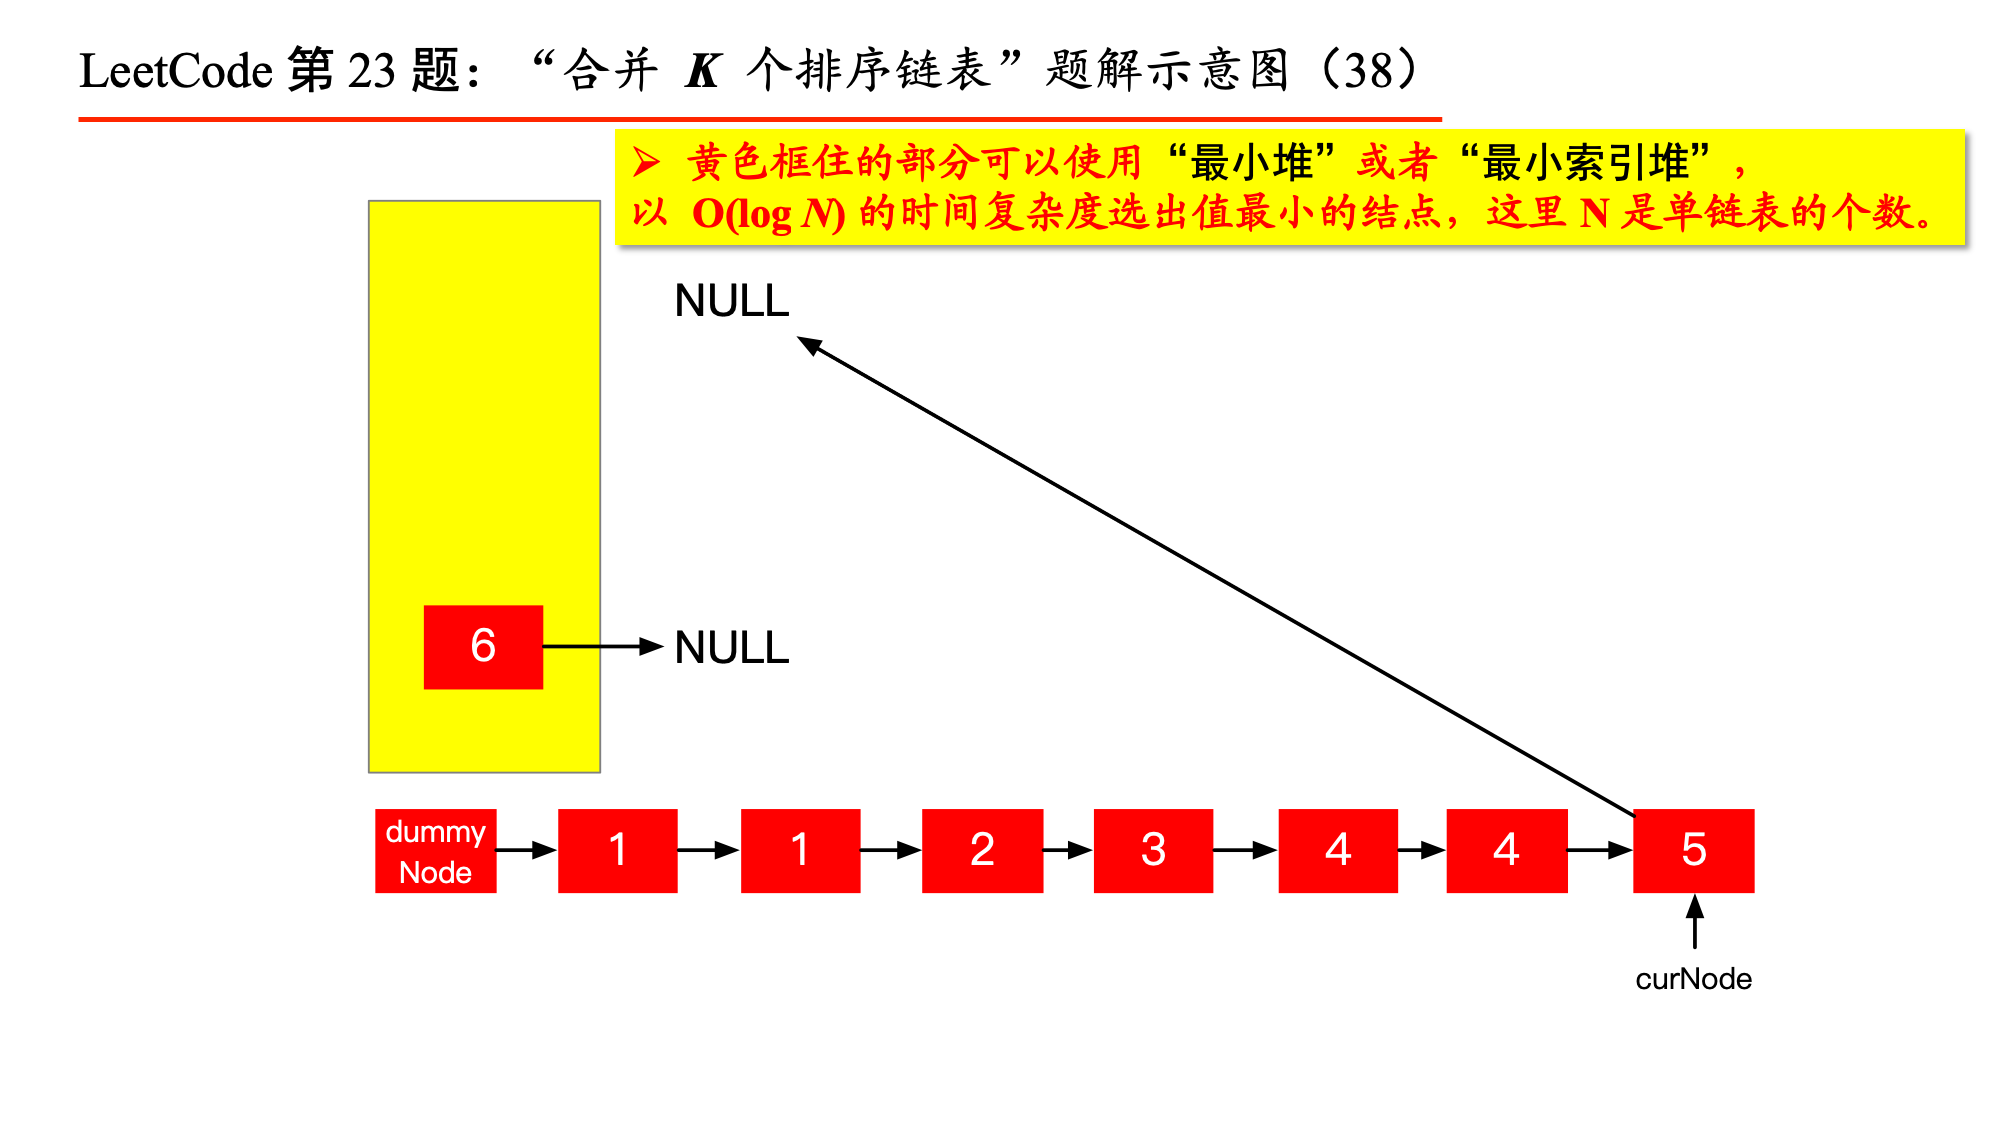 LeetCode 第 23 题：“合并 K 个排序链表”题解示意图（38）
➢ 黄色框住的部分可以使用“最小堆”或者“最小索引堆”，
以 O(log N) 的时间复杂度选出值最小的结点，这里 N 是单链表的个数。
NULL
6
NULL
dummy
Node
1
1
2
3
4
4
5
curNode